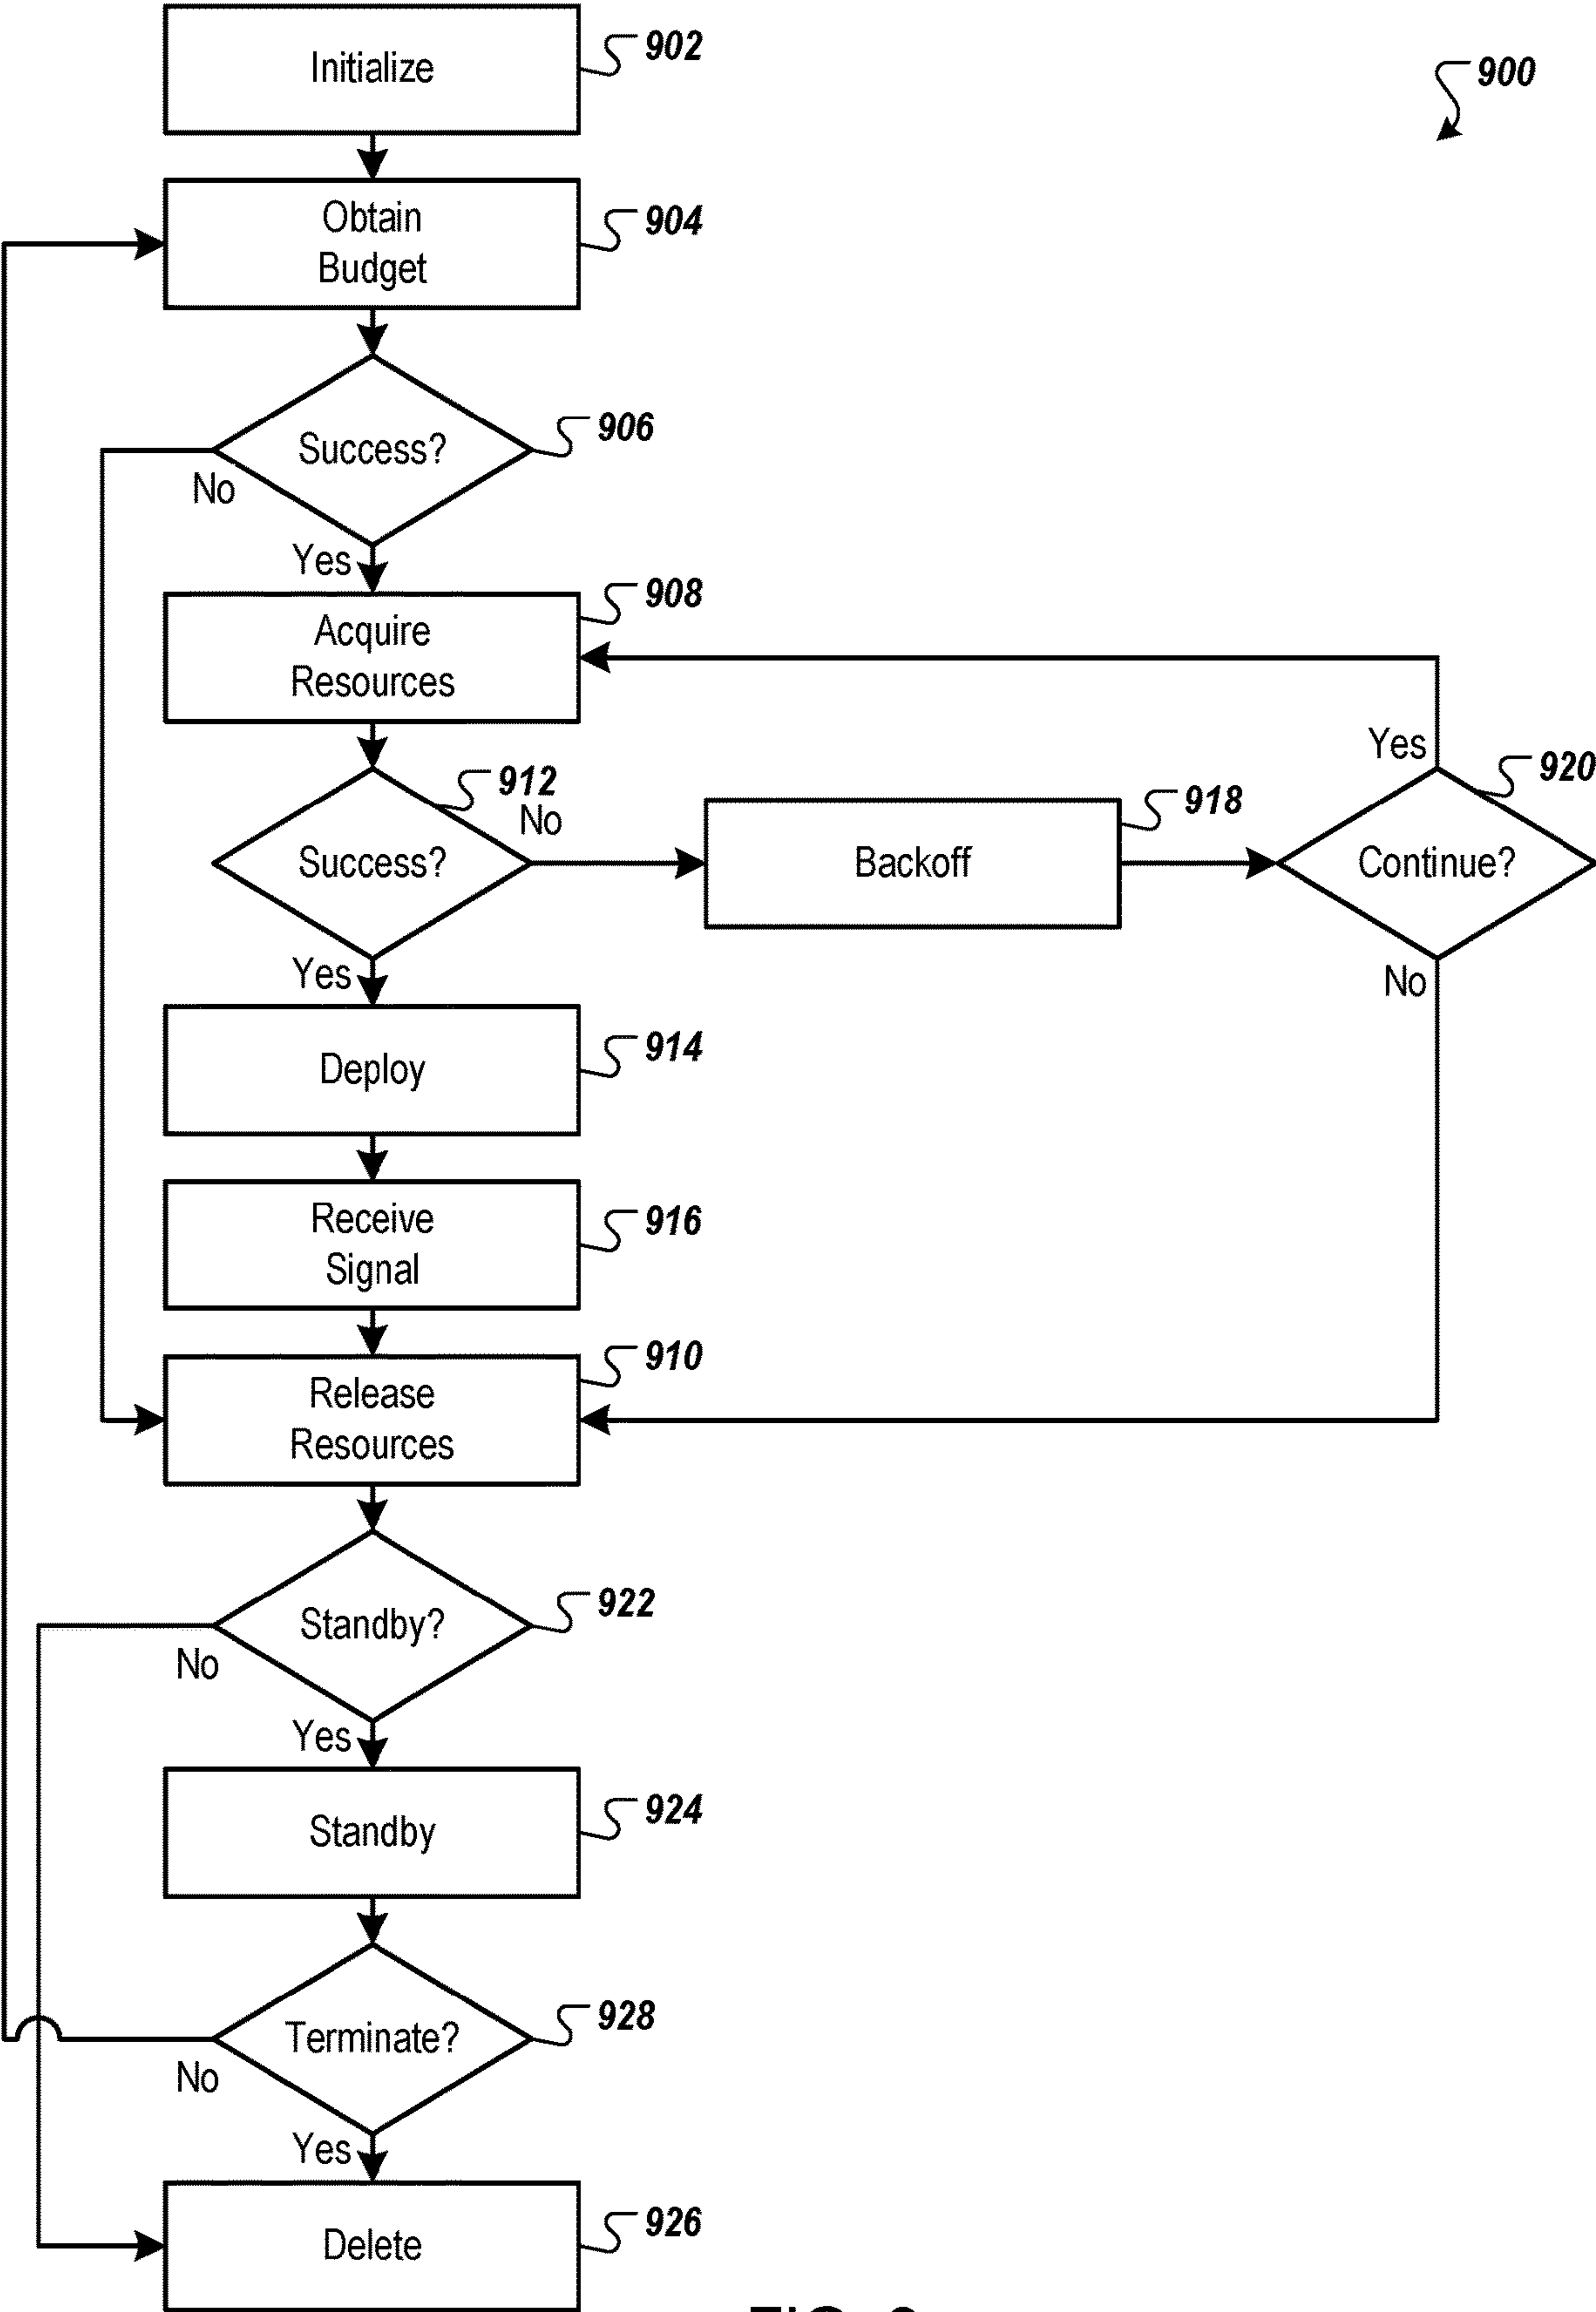 Initialize
902
900
Obtain
Budget
904
Success?
906
No
Yes
Acquire
Resources
908
Yes
912
No
Success?
Backoff
918
Continue?
920
Yes
No
Deploy
914
Receive
Signal
916
Release
Resources
910
Standby?
922
No
Yes
Standby
924
Terminate?
928
No
Yes
Delete
926